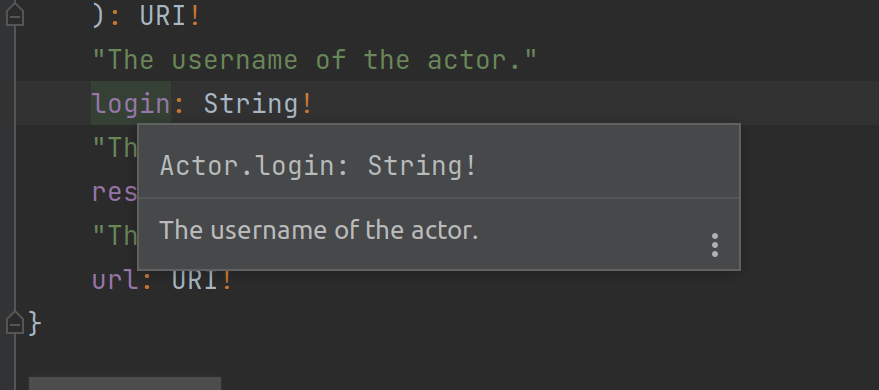 ): URI!
"The username of the actor."
login: String!
"Th
Actor.login: String!
res
The username of the actor.
"Th
url: URI!
}